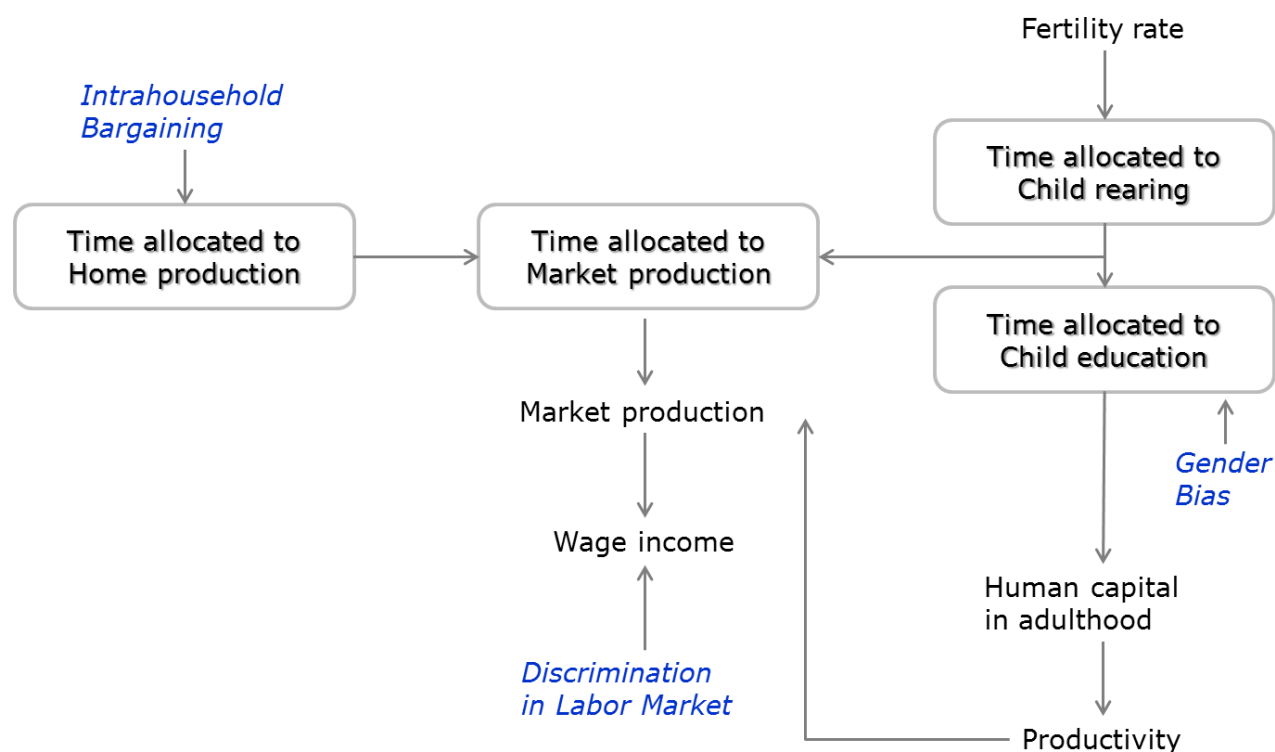 Fertility rate
Intrahousehold
Bargaining
Time allocated to
Child rearing
Time allocated to
Home production
Time allocated to
Market production
Time allocated to
Child education
Market production
Gender
Bias
Wage income
Human capital
in adulthood
Discrimination
in Labor Market
Productivity